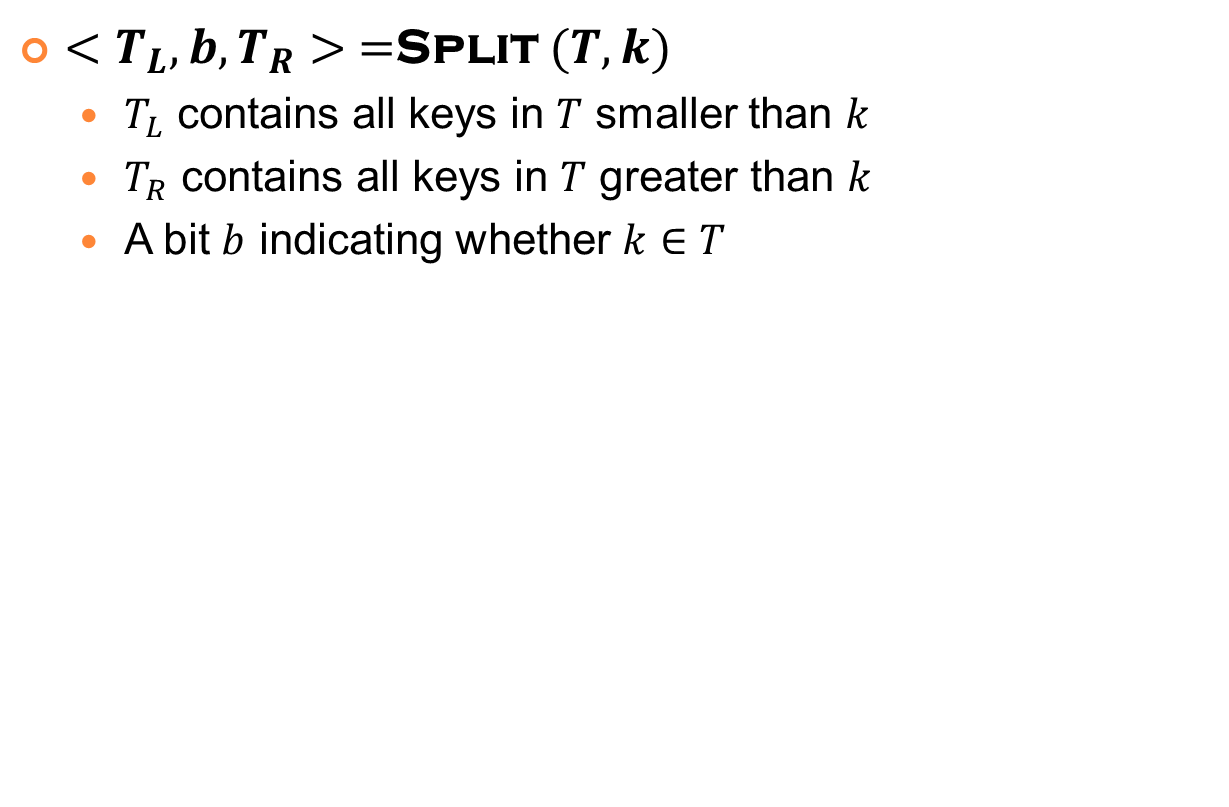 < T_L, b, T_R > =SPLIT (T, k)
T_L contains all keys in T smaller than k
T_R contains all keys in T greater than k
A bit b indicating whether k ∈ T